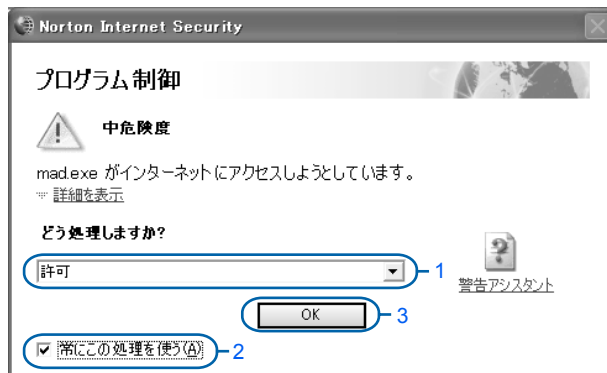 Norton Internet Security
プログラム制御
中危険度
mad.exe がインターネットにアクセスしようとしています。
詳細を表示
どう処理しますか?
許可
1
警告アシスタント
OK
3
常にこの処理を使う(A)
2